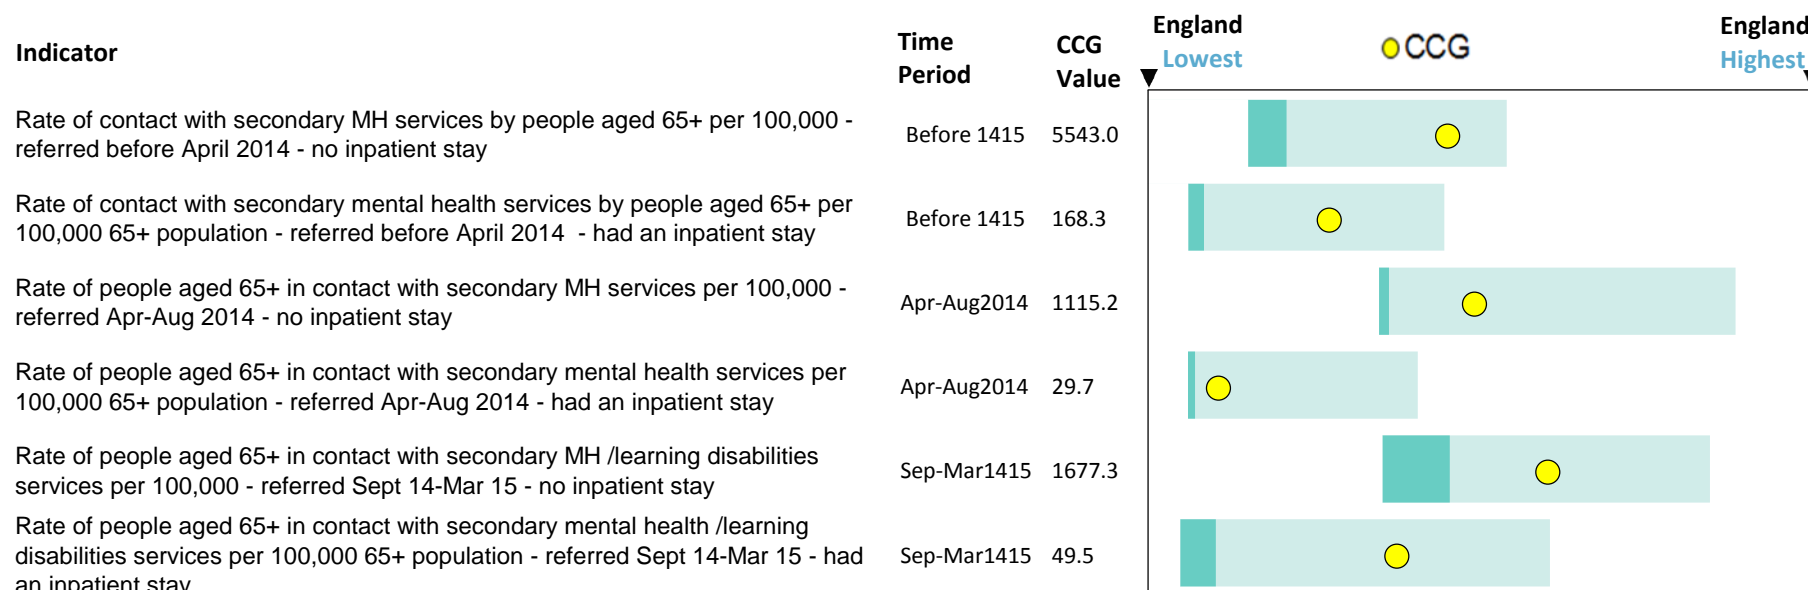 Indicator
Time
Period
CCG
Value
England
Lowest
CCG
England
Highest
Rate of contact with secondary MH services by people aged 65+ per 100,000 -
referred before April 2014 - no inpatient stay
Before 1415 5543.0
Rate of contact with secondary mental health services by people aged 65+ per
100,000 65+ population - referred before April 2014 - had an inpatient stay
Before 1415 168.3
Rate of people aged 65+ in contact with secondary MH services per 100,000 -
referred Apr-Aug 2014 - no inpatient stay
Apr-Aug2014 1115.2
Rate of people aged 65+ in contact with secondary mental health services per
100,000 65+ population - referred Apr-Aug 2014 - had an inpatient stay
Apr-Aug2014 29.7
Rate of people aged 65+ in contact with secondary MH /learning disabilities
services per 100,000 - referred Sept 14-Mar 15 - no inpatient stay
Sep-Mar1415 1677.3
Rate of people aged 65+ in contact with secondary mental health /learning
disabilities services per 100,000 65+ population - referred Sept 14-Mar 15 - had
an inpatient stay
Sep-Mar1415 49.5